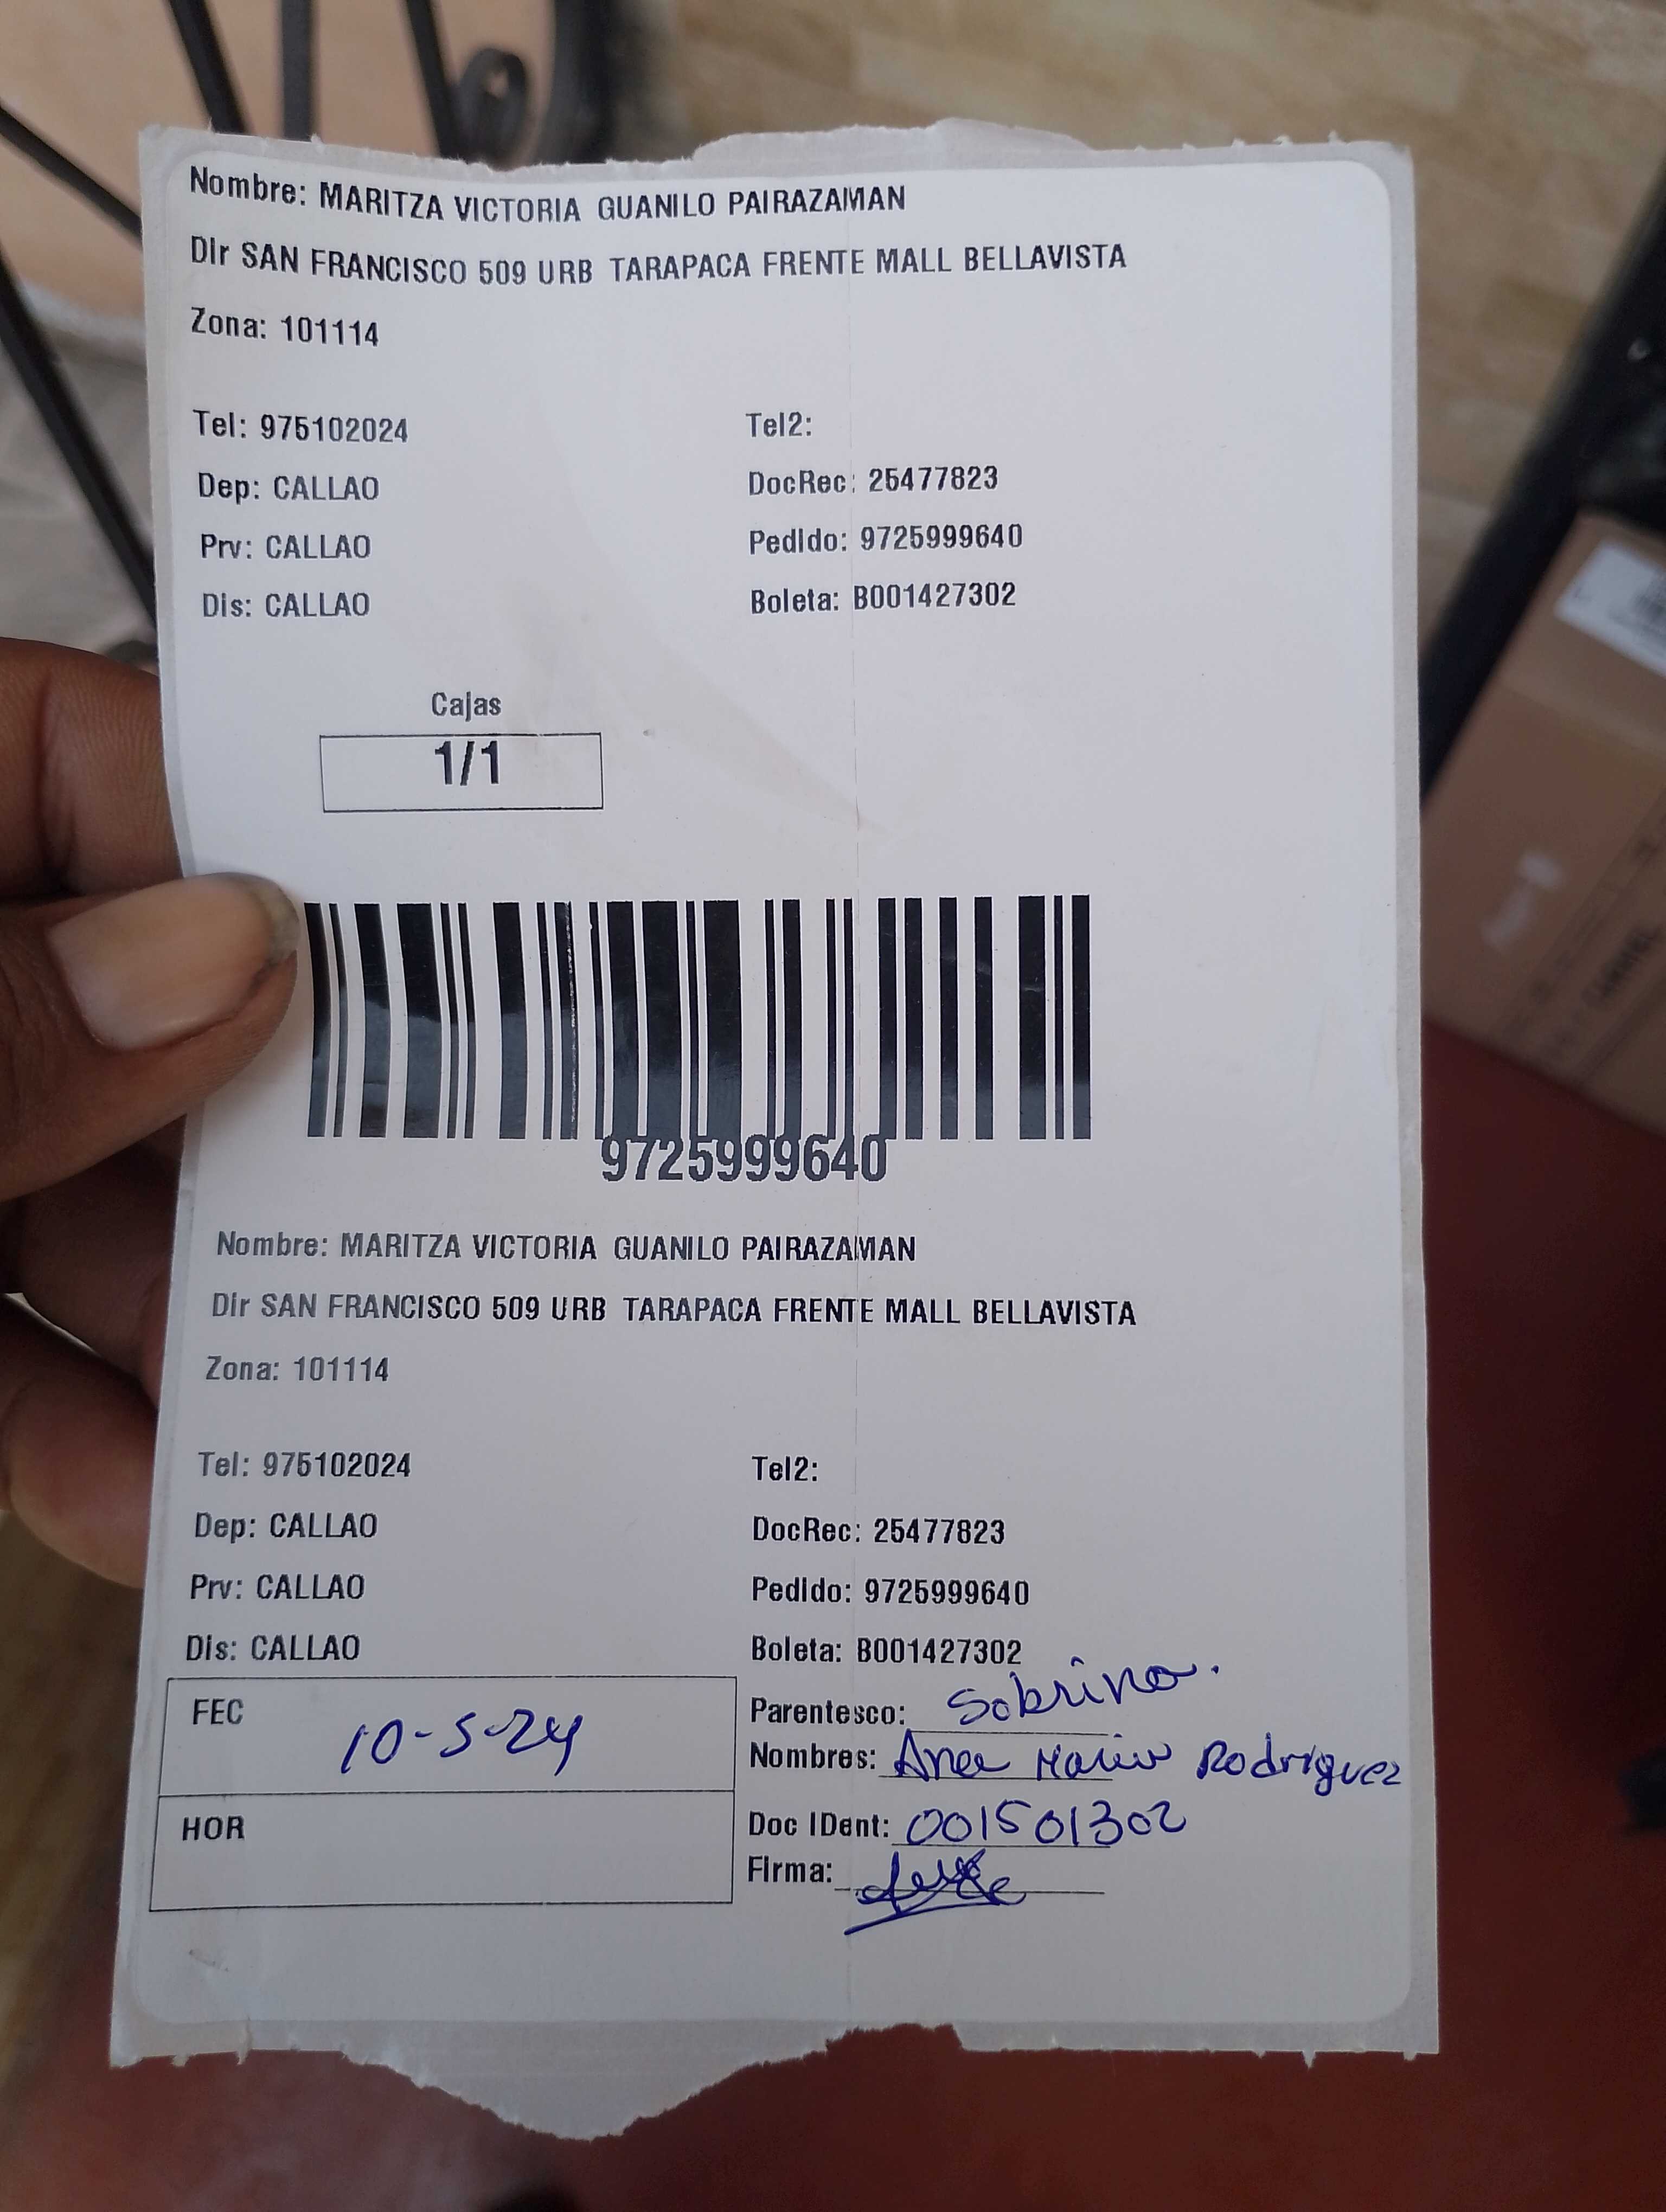 Nombre: MARITZA VICTORIA GUANILO PAIRAZAMAN
Dir SAN FRANCISCO 509 URB TARAPACA FRENTE MALL BELLAVISTA
Zona: 101114
Tel: 975102024 Tel2:
Dep: CALLAO DocRec: 25477823
Prv: CALLAO Pedido: 9725999640
Dis: CALLAO Boleta: B001427302
Cajas
1/1
9725999640
Nombre: MARITZA VICTORIA GUANILO PAIRAZAMAN
Dir SAN FRANCISCO 509 URB TARAPACA FRENTE MALL BELLAVISTA
Zona: 101114
Tel: 975102024 Tel2:
Dep: CALLAO DocRec: 25477823
Prv: CALLAO Pedido: 9725999640
Dis: CALLAO Boleta: B001427302
FEC 10-5-24
Parentesco: Sobrina.
Nombres: Rodriguez
HOR
Doc IDent: 001501302
Firma: